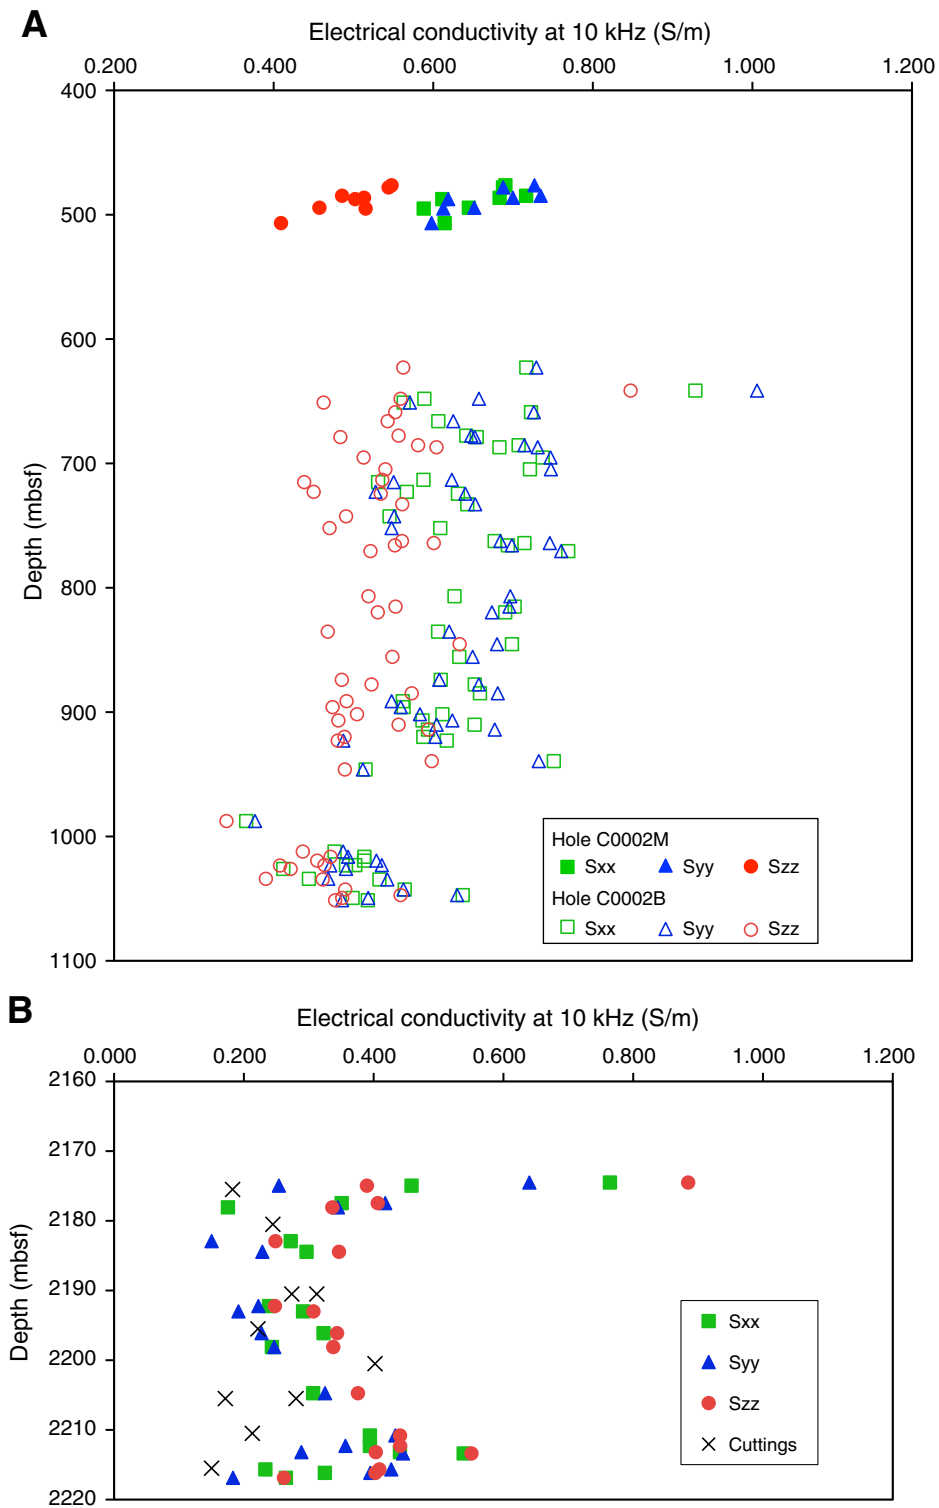 A
Electrical conductivity at 10 kHz (S/m)
0.200 0.400 0.600 0.800 1.000 1.200
400
500
600
700
800
900
1000
1100
Depth (mbsf)
Hole C0002M
Sxx Syy Szz
Hole C0002B
Sxx Syy Szz
B
Electrical conductivity at 10 kHz (S/m)
0.000 0.200 0.400 0.600 0.800 1.000 1.200
2160
2170
2180
2190
2200
2210
2220
Depth (mbsf)
Sxx
Syy
Szz
Cuttings